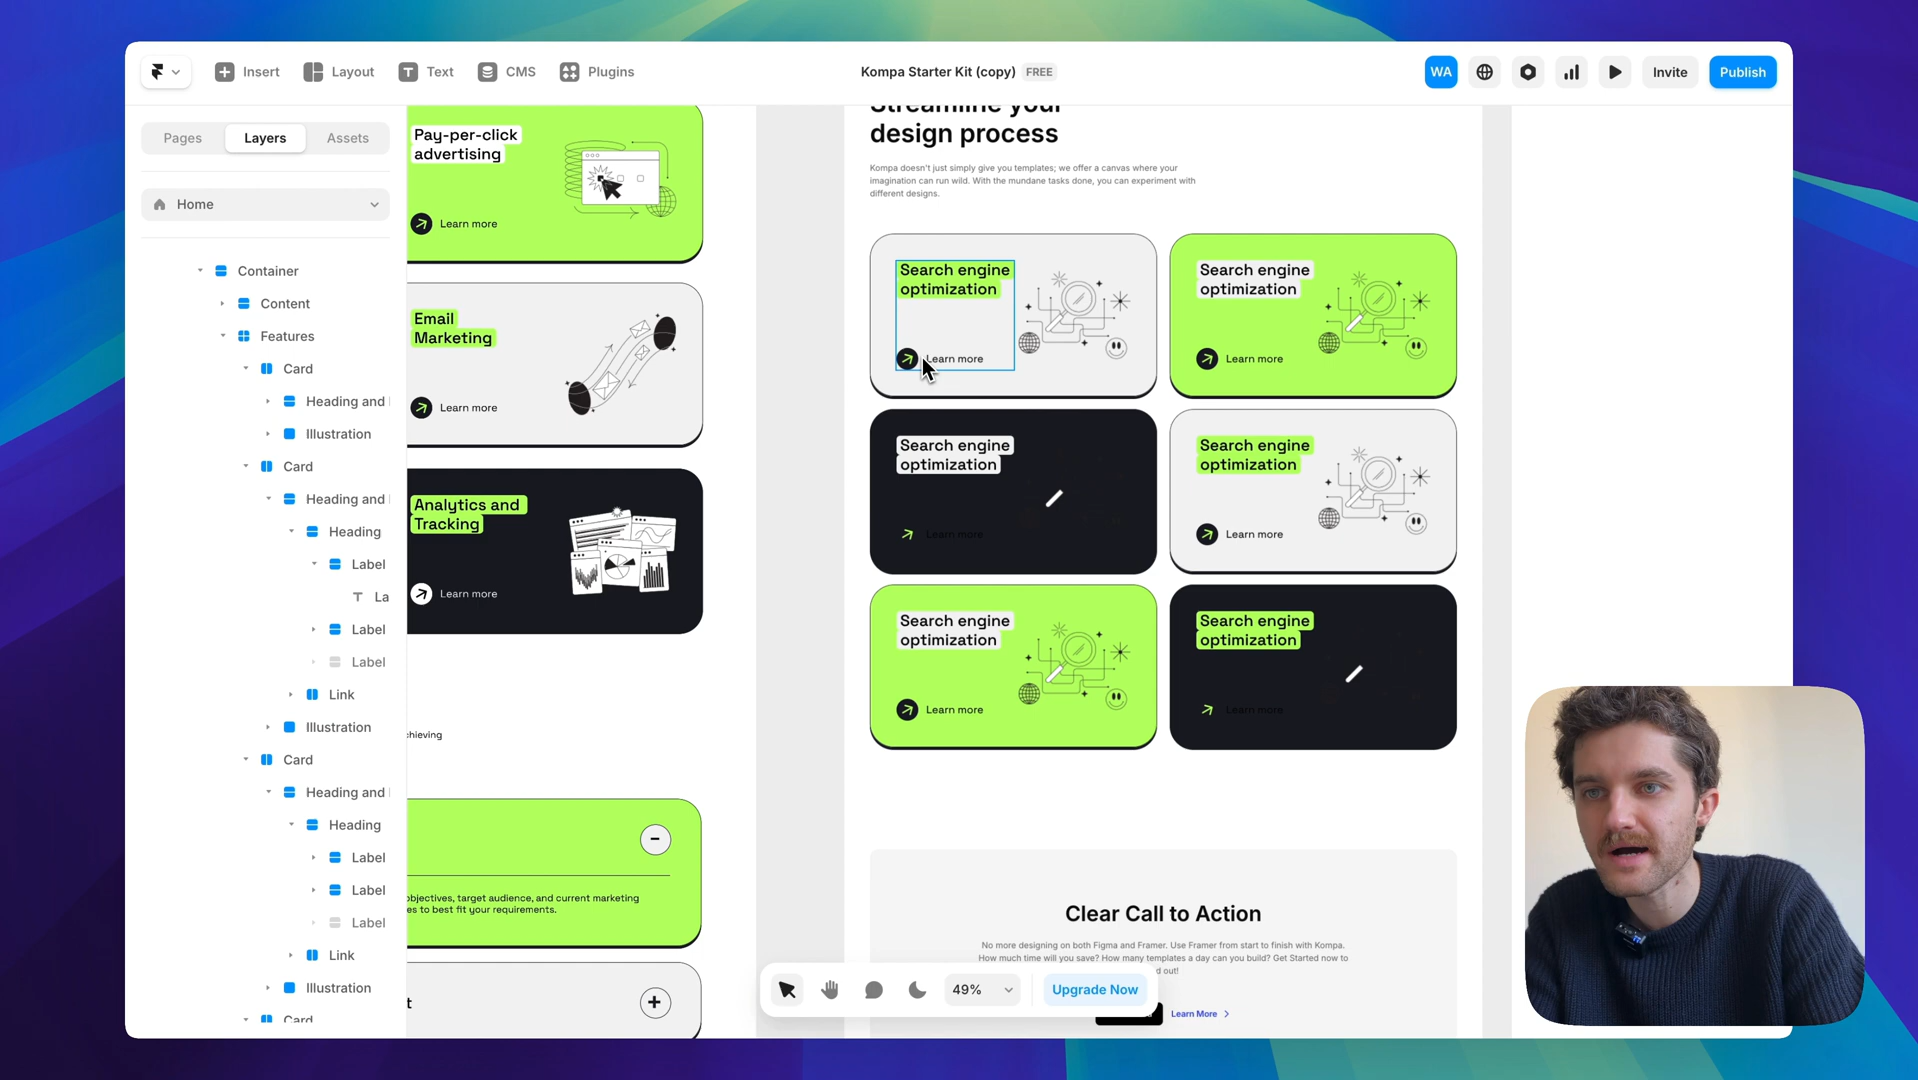 Insert
Layout
Text
CMS
Plugins
Kompa Starter Kit (copy)
FREE
WA
Invite
Publish
Pages
Layers
Assets
Home
Container
Content
Features
Card
Heading and
Illustration
Card
Heading and
Heading
Label
La
Label
Label
Link
Illustration
Card
Heading and
Heading
Label
Label
Label
Link
Illustration
Card
Pay-per-click
advertising
Learn more
Email
Marketing
Learn more
Analytics and
Tracking
Learn more
chieving
objectives, target audience, and current marketing
es to best fit your requirements.
t
Streamline your
design process
Kompa doesn't just simply give you templates; we offer a canvas where your
imagination can run wild. With the mundane tasks done, you can experiment with
different designs.
Search engine
optimization
Learn more
Search engine
optimization
Learn more
Search engine
optimization
Learn more
Search engine
optimization
Learn more
Search engine
optimization
Learn more
Search engine
optimization
Learn more
Clear Call to Action
No more designing on both Figma and Framer. Use Framer from start to finish with Kompa.
How much time will you save? How many templates a day can you build? Get Started now to
d out!
Learn More
49%
Upgrade Now